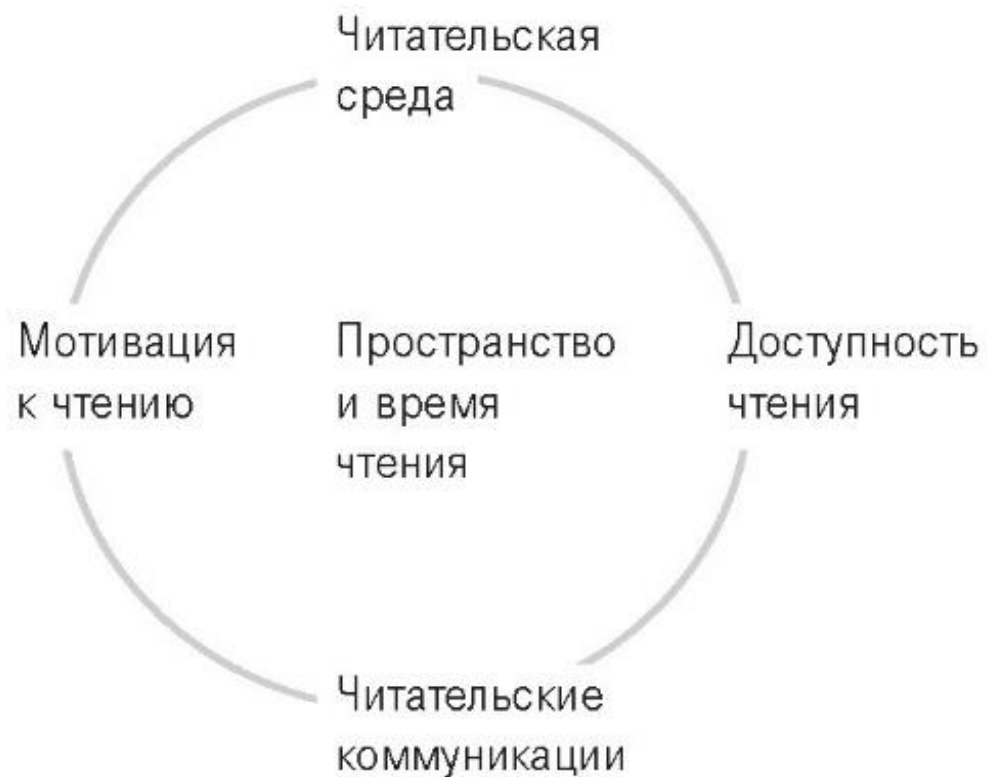 Читательская
среда
Мотивация
к чтению
Пространство
и время
чтения
Доступность
чтения
Читательские
коммуникации